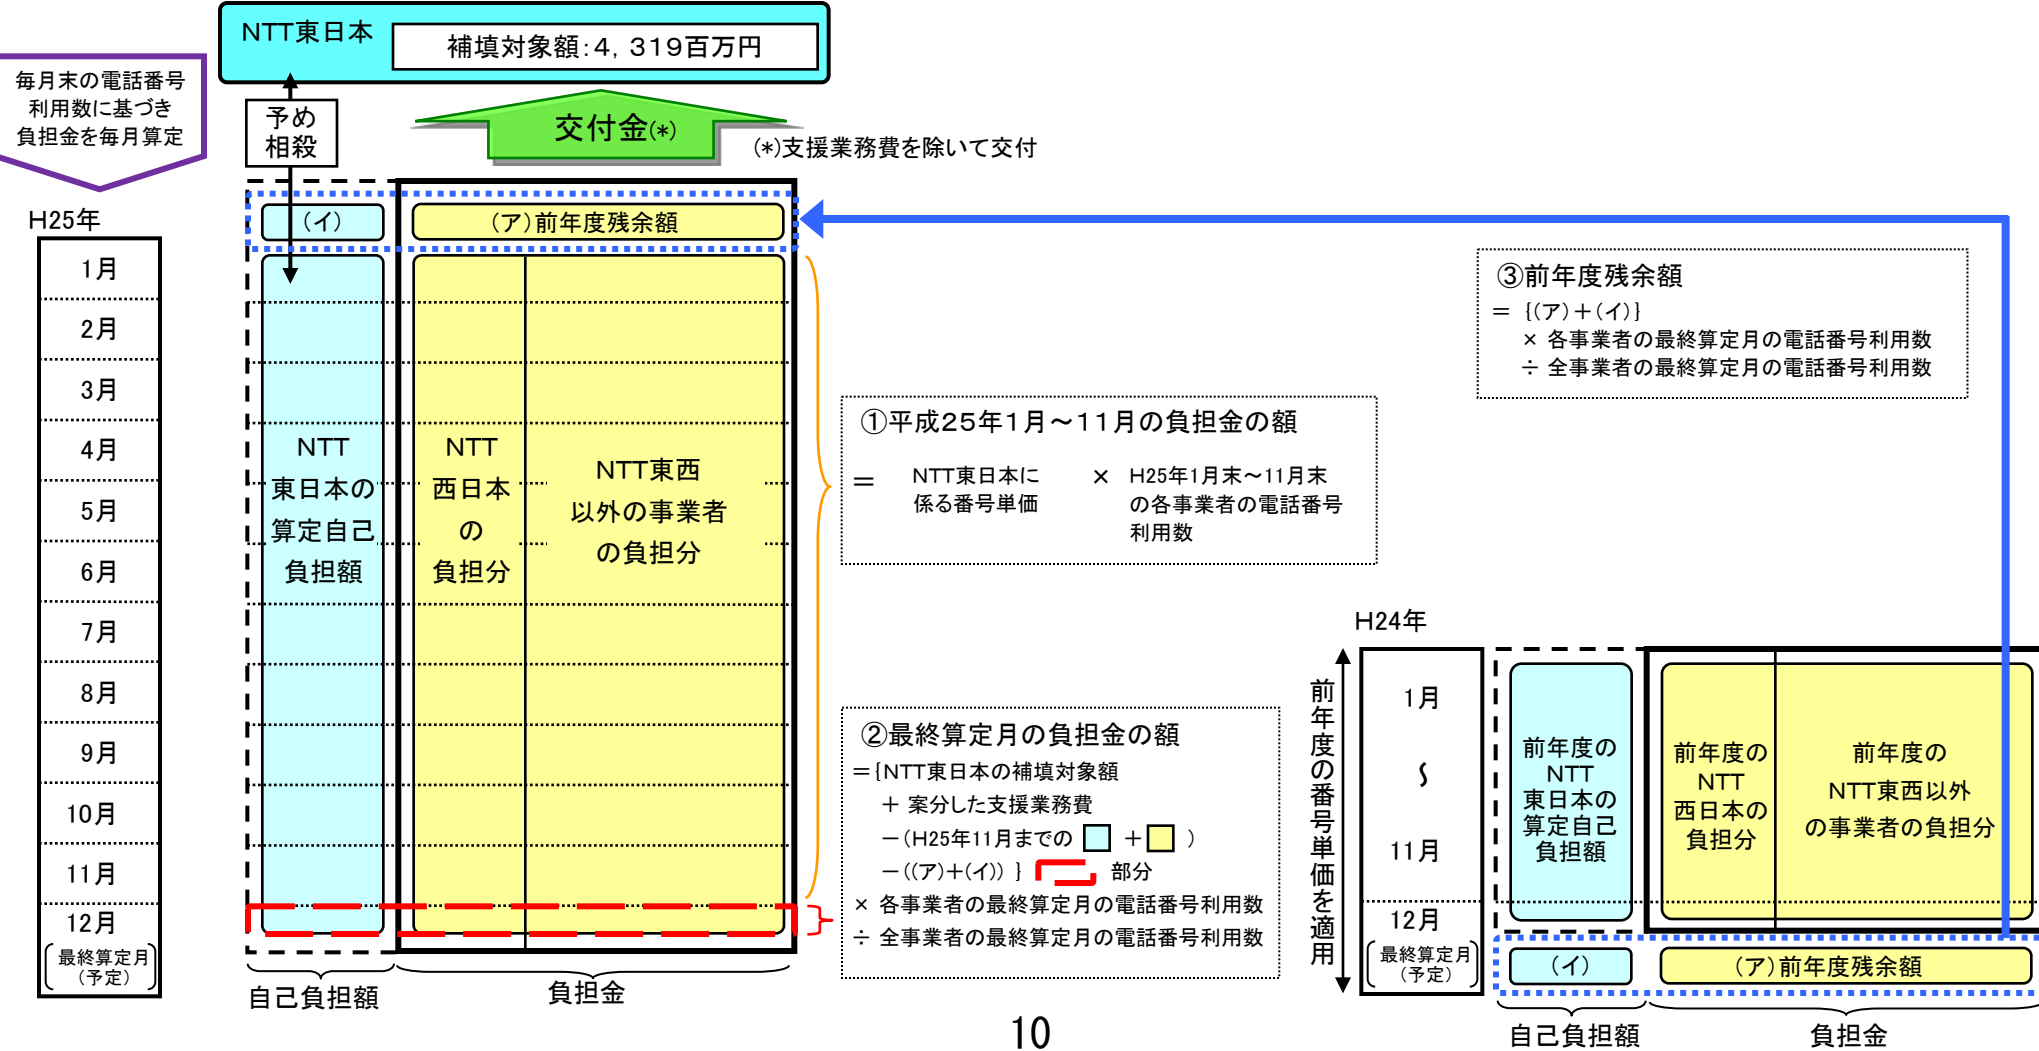 NTT東日本
補填対象額:4,319百万円
毎月末の電話番号
利用数に基づき
負担金を毎月算定
予め
相殺
交付金(*)
(*)支援業務費を除いて交付
H25年
1月
2月
3月
4月
5月
6月
7月
8月
9月
10月
11月
12月
最終算定月
(予定)
(イ)
(ア)前年度残余額
NTT
東日本の
算定自己
負担額
NTT
西日本
の
負担分
NTT東西
以外の事業者
の負担分
自己負担額
負担金
①平成25年1月~11月の負担金の額
= NTT東日本に
係る番号単価
× H25年1月末~11月末
の各事業者の電話番号
利用数
②最終算定月の負担金の額
={NTT東日本の補填対象額
+ 案分した支援業務費
-(H25年11月までの + )
-((ア)+(イ)) } 部分
× 各事業者の最終算定月の電話番号利用数
÷ 全事業者の最終算定月の電話番号利用数
③前年度残余額
= {(ア)+(イ)}
× 各事業者の最終算定月の電話番号利用数
÷ 全事業者の最終算定月の電話番号利用数
H24年
前年度の番号単価を適用
1月
~
11月
12月
最終算定月
(予定)
前年度の
NTT
東日本の
算定自己
負担額
前年度の
NTT
西日本の
負担分
前年度の
NTT東西以外
の事業者の負担分
(イ)
(ア)前年度残余額
自己負担額
負担金
10